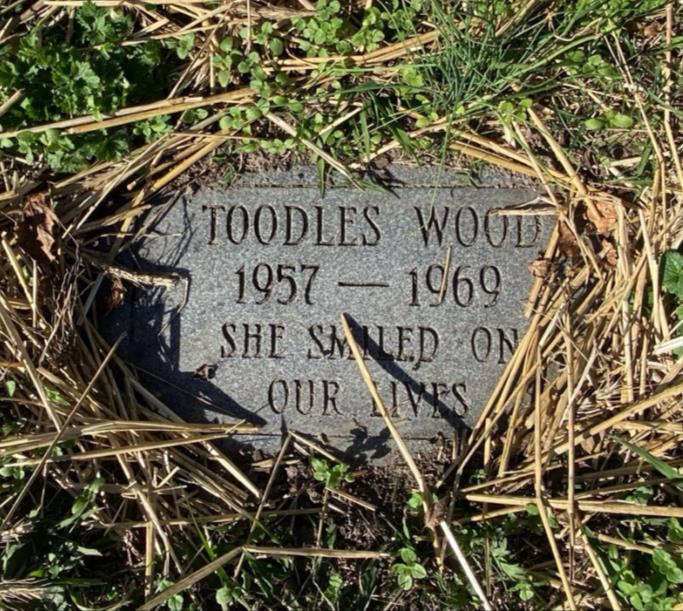 TOODLES WOOD
1957 — 1969
SHE SMILED ON
OUR LIVES